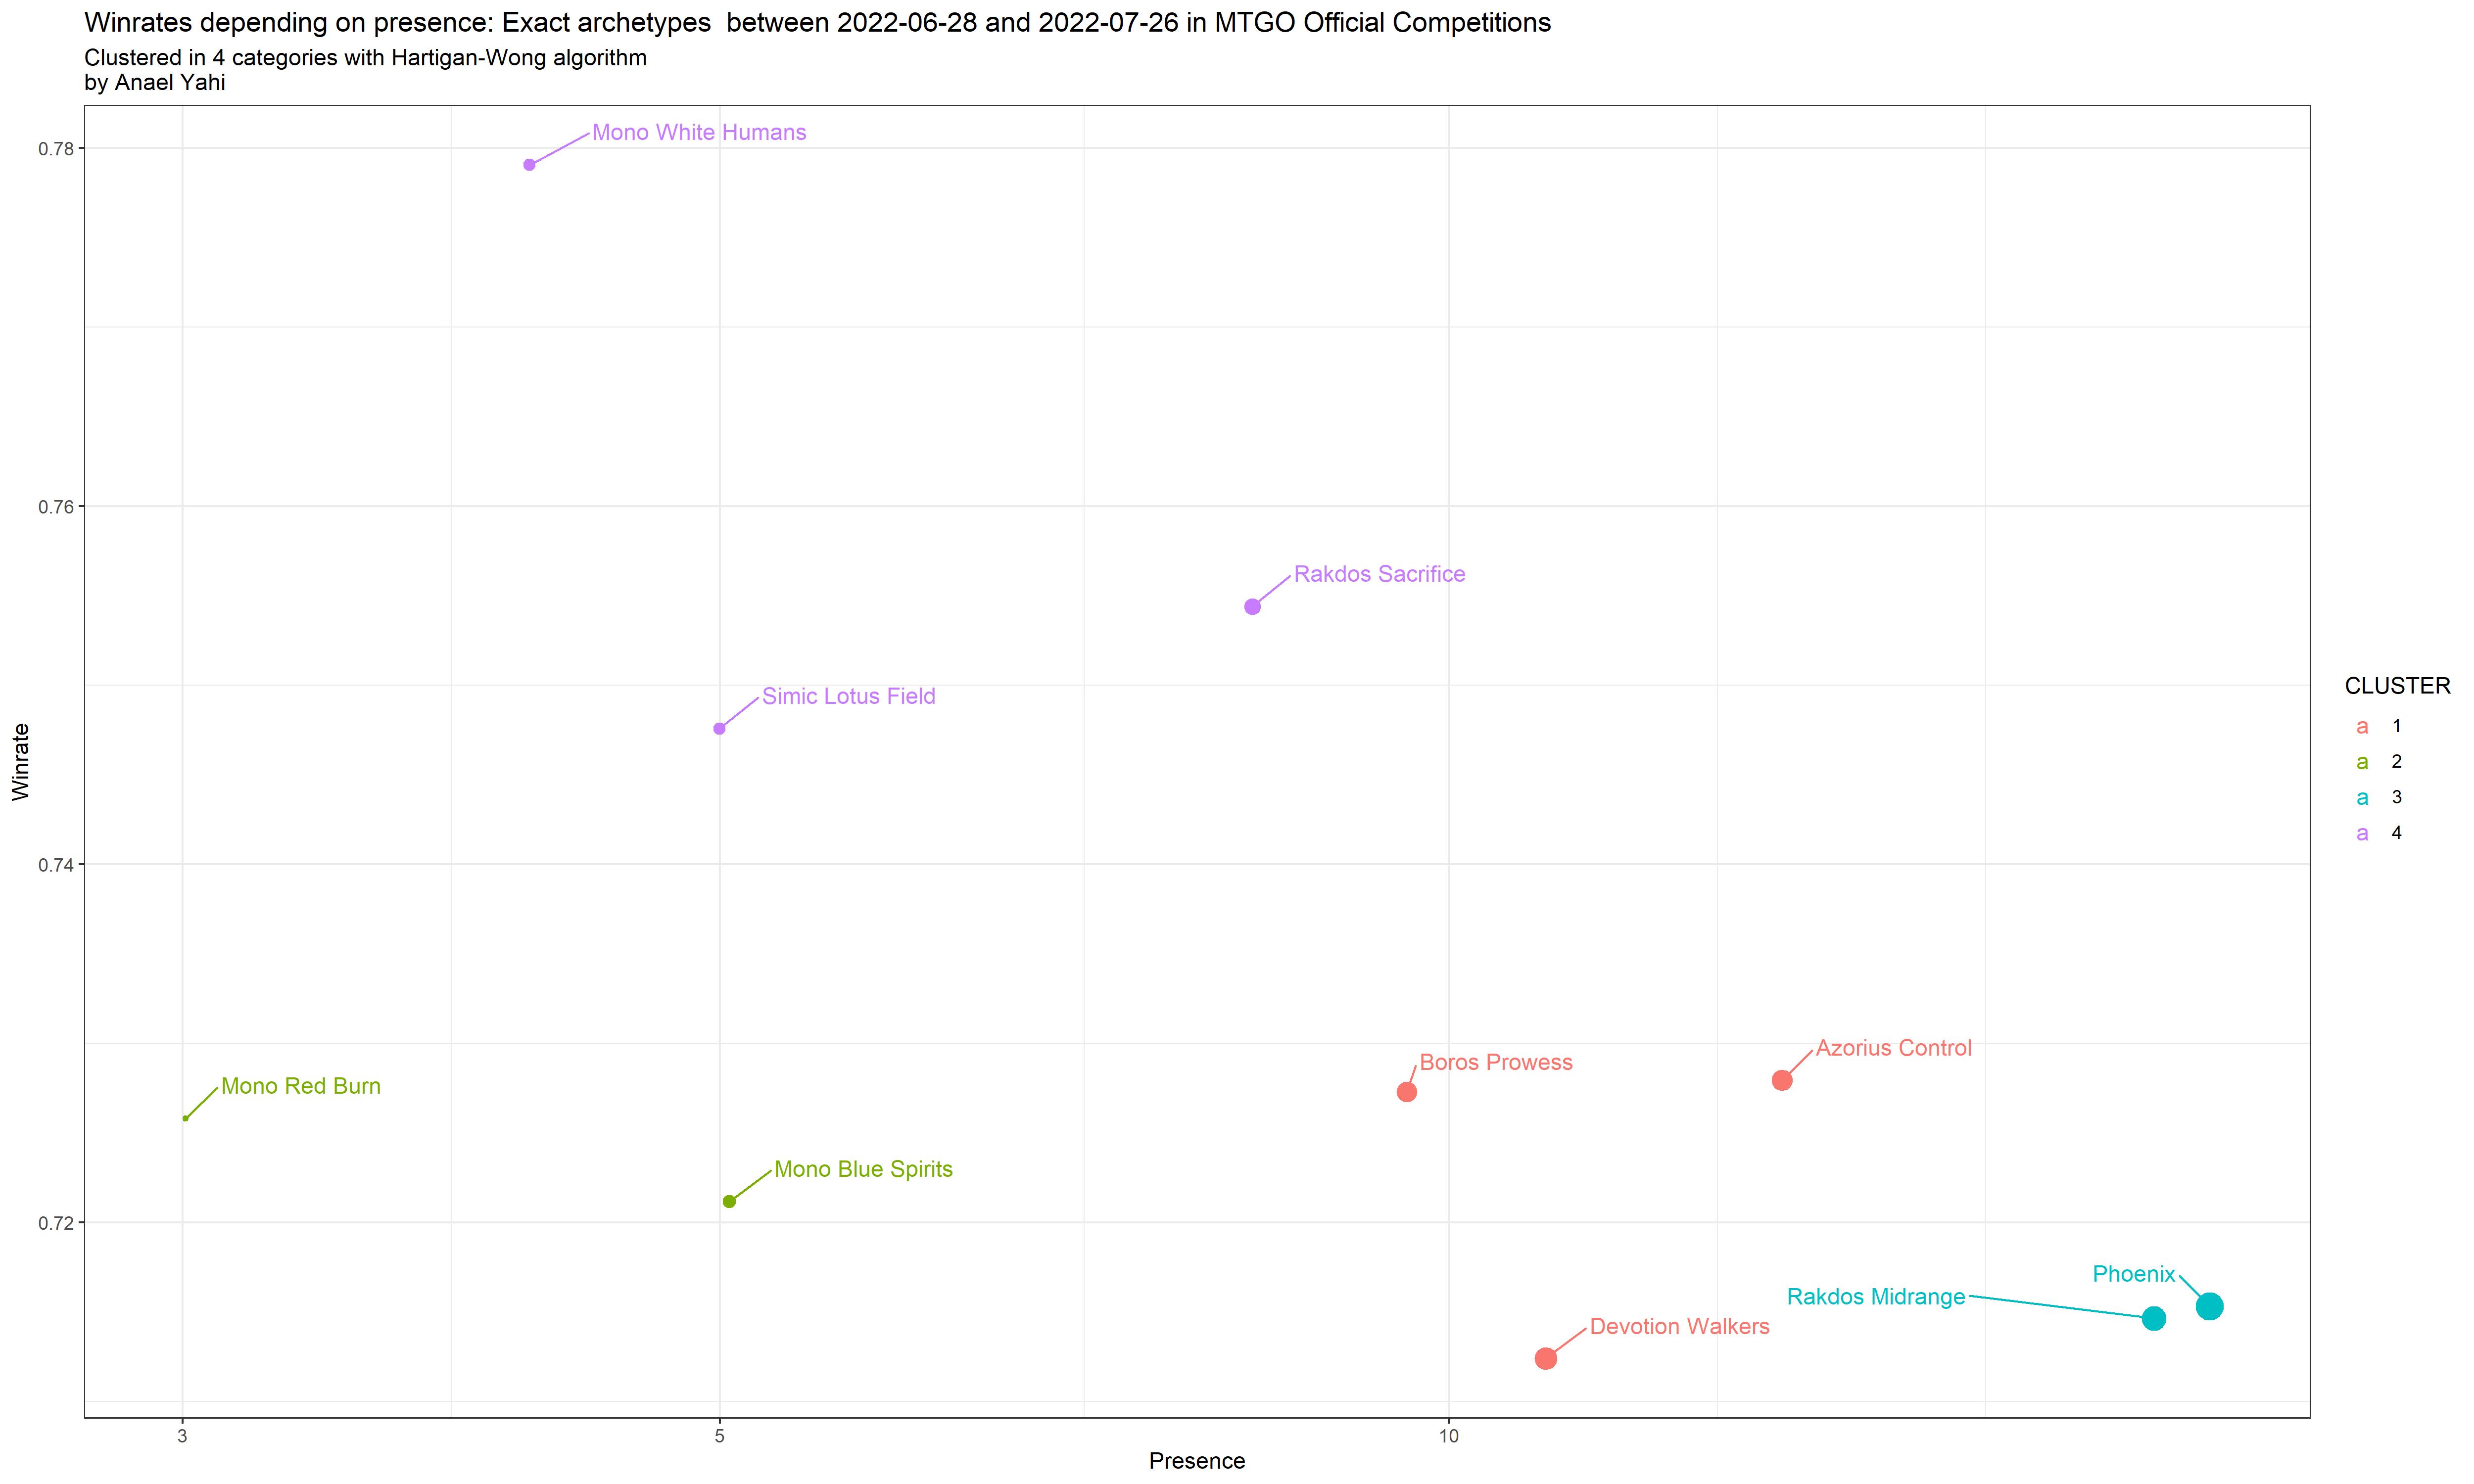 Winrates depending on presence: Exact archetypes  between 2022-06-28 and 2022-07-26 in MTGO Official Competitions
Clustered in 4 categories with Hartigan-Wong algorithm
by Anael Yahi
Mono White Humans
0.78
0.76
Rakdos Sacrifice
Simic Lotus Field
CLUSTER
a 1
a 2
a 3
a 4
Winrate
0.74
Azorius Control
Boros Prowess
Mono Red Burn
Mono Blue Spirits
0.72
Phoenix
Rakdos Midrange
Devotion Walkers
3
5
10
Presence